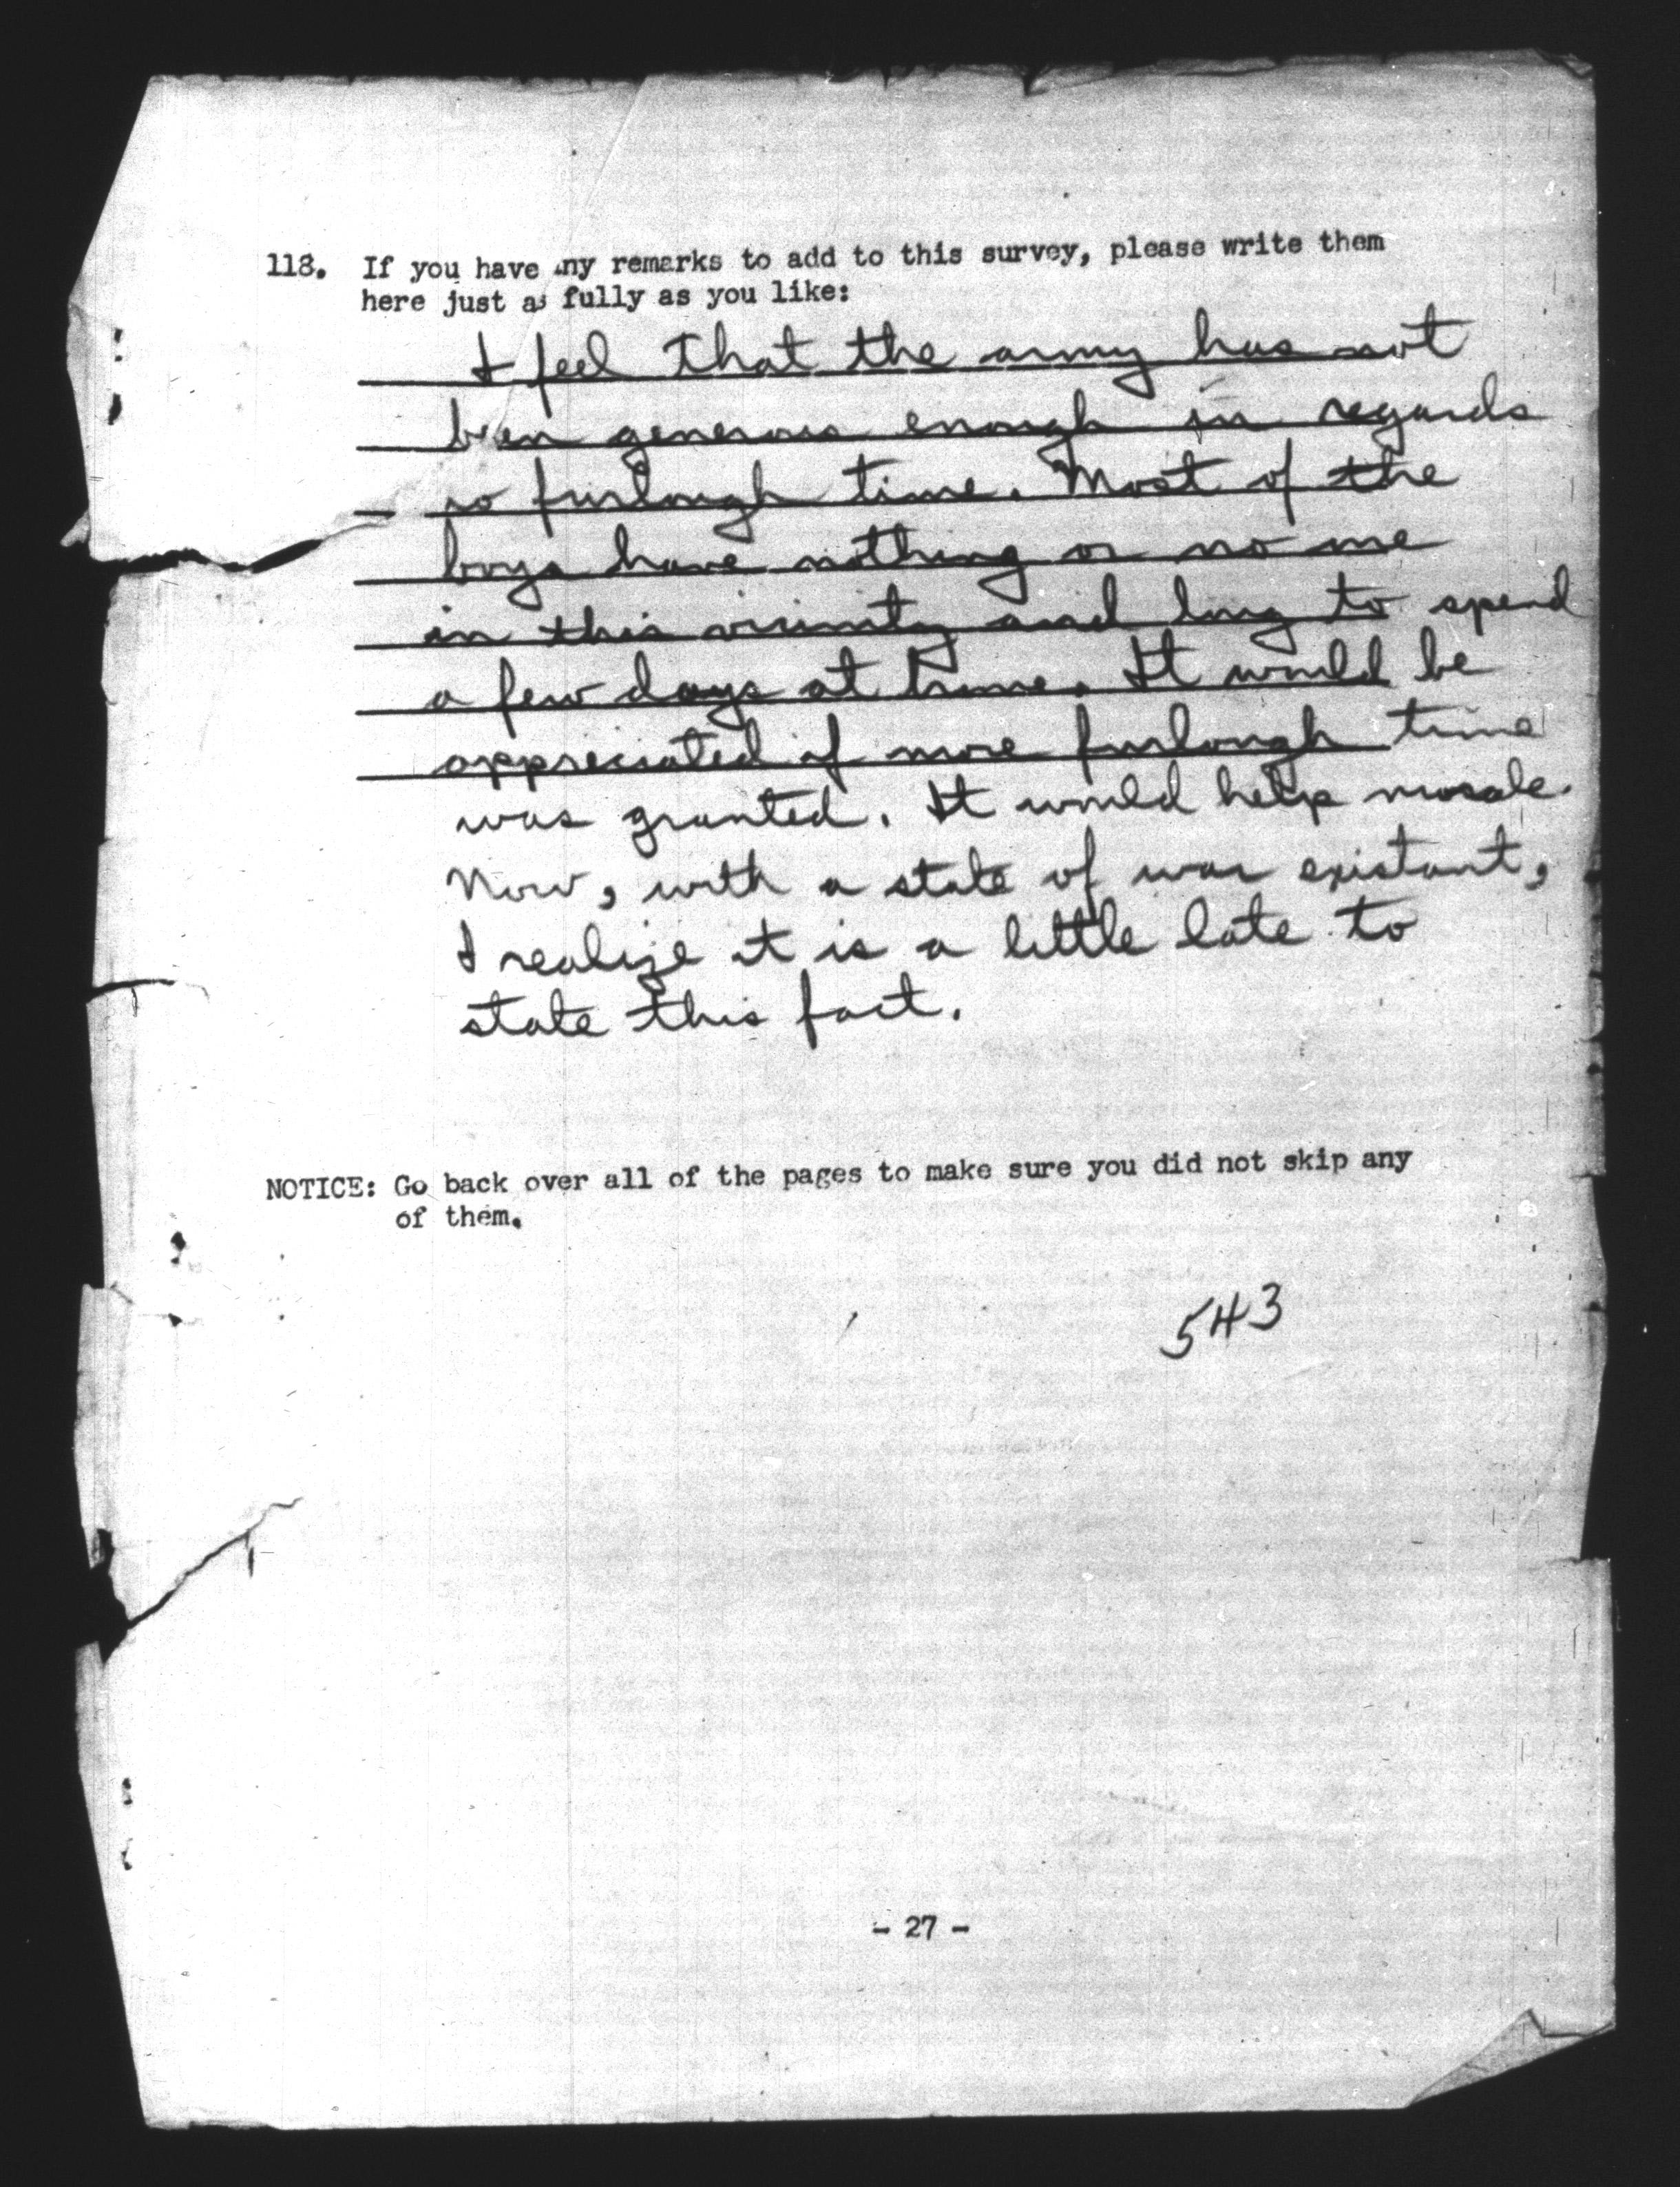 118. If you have any remarks to add to this survey, please write them
here just as fully as you like:
I feel that the army has not
been generous enough in regards
to furlough time. Most of the
boys have nothing or no one
in this vicinity and long to spend
a few days at home. It would be
appreciated if more furlough time
was granted. It would help morale.
Now, with a state of war existant,
I realize it is a little late to
state this fact.
NOTICE: Go back over all of the pages to make sure you did not skip any
of them.
543
- 27 -